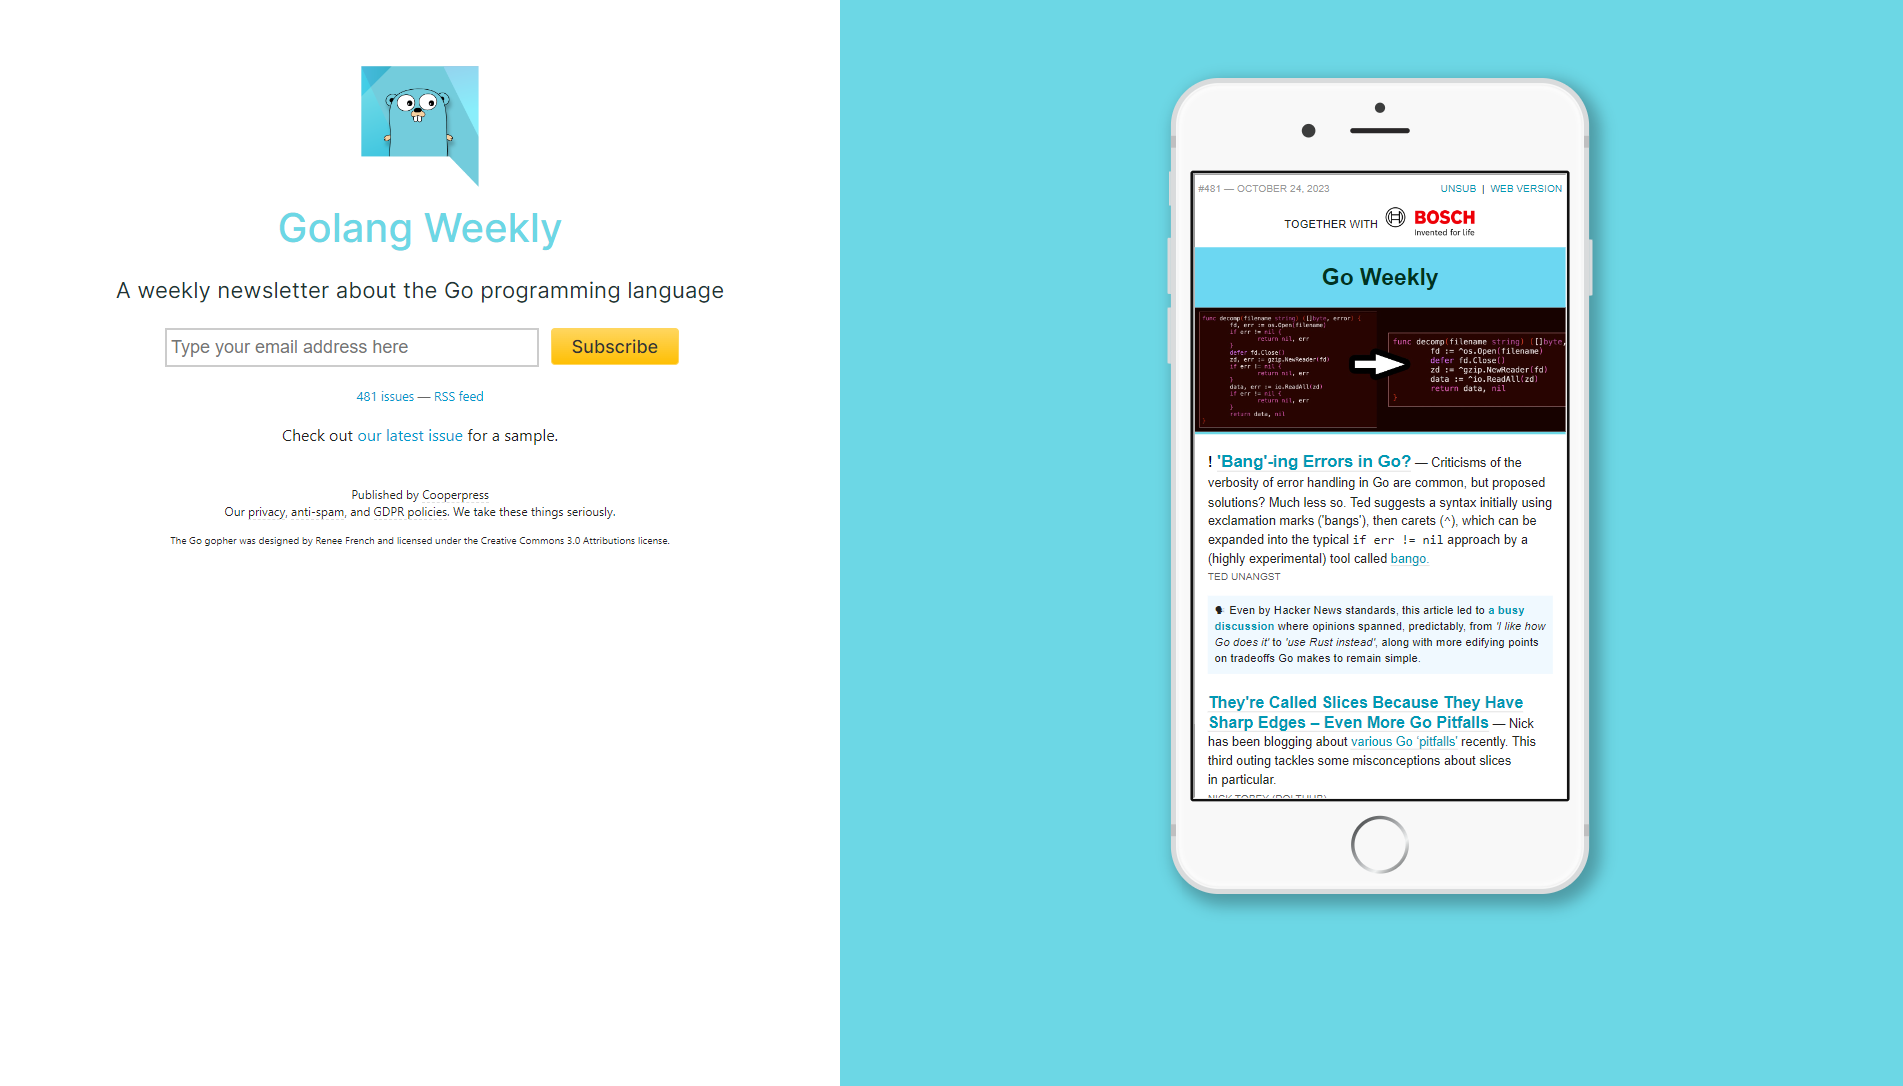 Golang Weekly
A weekly newsletter about the Go programming language
Type your email address here
Subscribe
481 issues — RSS feed
Check out our latest issue for a sample.
Published by Cooperpress
Our privacy, anti-spam, and GDPR policies. We take these things seriously.
The Go gopher was designed by Renee French and licensed under the Creative Commons 3.0 Attributions license.
#481 — OCTOBER 24, 2023
UNSUB | WEB VERSION
TOGETHER WITH BOSCH
Invented for life
Go Weekly
func decomp(filename string) ([]byte, error) {
fd, err := os.Open(filename)
if err != nil {
return nil, err
}
defer fd.Close()
zd, err := gzip.NewReader(fd)
if err != nil {
return nil, err
}
data, err := io.ReadAll(zd)
if err != nil {
return nil, err
}
return data, nil
}
func decomp(filename string) ([]byte,
fd := ^os.Open(filename)
defer fd.Close()
zd := ^gzip.NewReader(fd)
data := ^io.ReadAll(zd)
return data, nil
}
! 'Bang'-ing Errors in Go? — Criticisms of the
verbosity of error handling in Go are common, but proposed
solutions? Much less so. Ted suggests a syntax initially using
exclamation marks ('bangs'), then carets (^), which can be
expanded into the typical if err != nil approach by a
(highly experimental) tool called bango.
TED UNANGST
Even by Hacker News standards, this article led to a busy
discussion where opinions spanned, predictably, from 'I like how
Go does it' to 'use Rust instead', along with more edifying points
on tradeoffs Go makes to remain simple.
They're Called Slices Because They Have
Sharp Edges – Even More Go Pitfalls — Nick
has been blogging about various Go 'pitfalls' recently. This
third outing tackles some misconceptions about slices
in particular.
NICK TOBEY (DOLTHUB)